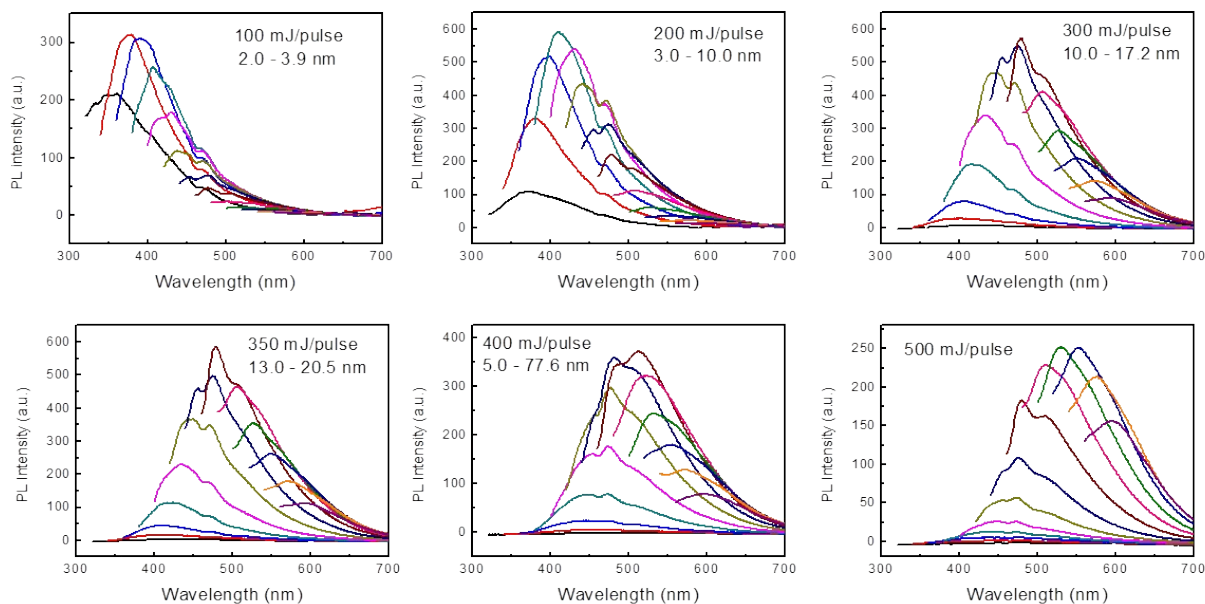 100 mJ/pulse
2.0 - 3.9 nm
PL Intensity (a.u.)
300
200
100
0
300 400 500 600 700
Wavelength (nm)
200 mJ/pulse
3.0 - 10.0 nm
PL Intensity (a.u.)
600
500
400
300
200
100
0
300 400 500 600 700
Wavelength (nm)
300 mJ/pulse
10.0 - 17.2 nm
PL Intensity (a.u.)
600
500
400
300
200
100
0
300 400 500 600 700
Wavelength (nm)
350 mJ/pulse
13.0 - 20.5 nm
PL Intensity (a.u.)
600
500
400
300
200
100
0
300 400 500 600 700
Wavelength (nm)
400 mJ/pulse
5.0 - 77.6 nm
PL Intensity (a.u.)
400
300
200
100
0
300 400 500 600 700
Wavelength (nm)
500 mJ/pulse
PL Intensity (a.u.)
250
200
150
100
50
0
300 400 500 600 700
Wavelength (nm)